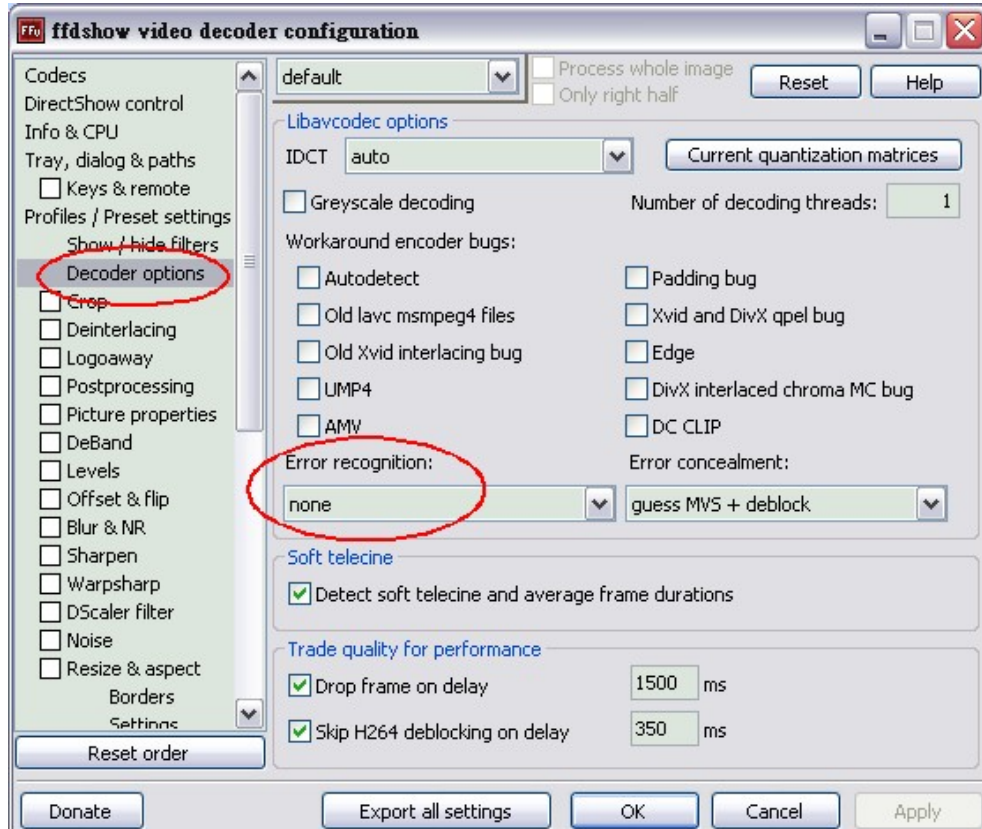 FFv ffdshow video decoder configuration
Codecs
DirectShow control
Info & CPU
Tray, dialog & paths
Keys & remote
Profiles / Preset settings
Show / hide filters
Decoder options
Crop
Deinterlacing
Logoaway
Postprocessing
Picture properties
DeBand
Levels
Offset & flip
Blur & NR
Sharpen
Warpsharp
DScaler filter
Noise
Resize & aspect
Borders
Settings
Reset order
default
Process whole image
Only right half
Reset
Help
Libavcodec options
IDCT auto
Current quantization matrices
Greyscale decoding
Number of decoding threads: 1
Workaround encoder bugs:
Autodetect
Padding bug
Old lavc msmpeg4 files
Xvid and DivX qpel bug
Old Xvid interlacing bug
Edge
UMP4
DivX interlaced chroma MC bug
AMV
DC CLIP
Error recognition:
Error concealment:
none
guess MVS + deblock
Soft telecine
Detect soft telecine and average frame durations
Trade quality for performance
Drop frame on delay 1500 ms
Skip H264 deblocking on delay 350 ms
Donate
Export all settings
OK
Cancel
Apply